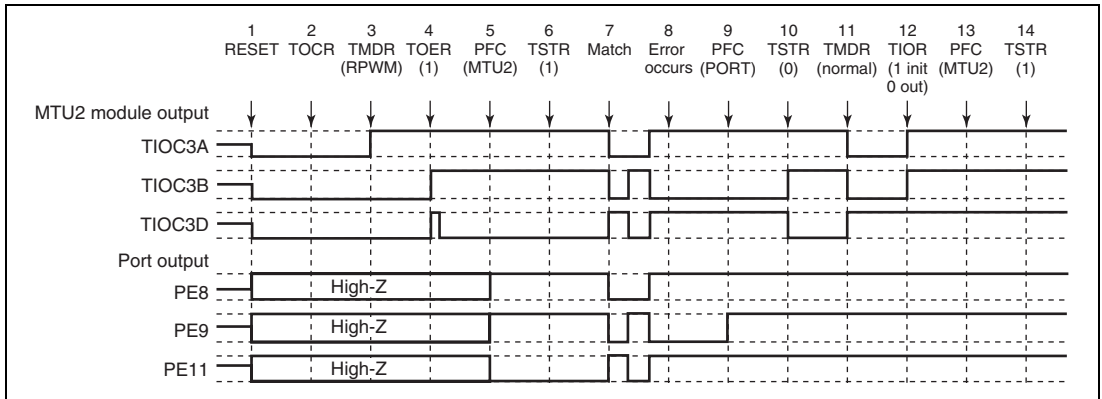 1 2 3 4 5 6 7 8 9 10 11 12 13 14
RESET TOCR TMDR TOER PFC TSTR Match Error PFC TSTR TMDR TIOR PFC TSTR
(RPWM) (1) (MTU2) (1) occurs (PORT) (0) (normal) (1 init (MTU2) (1)
0 out)
MTU2 module output
TIOC3A
TIOC3B
TIOC3D
Port output
PE8 High-Z
PE9 High-Z
PE11 High-Z